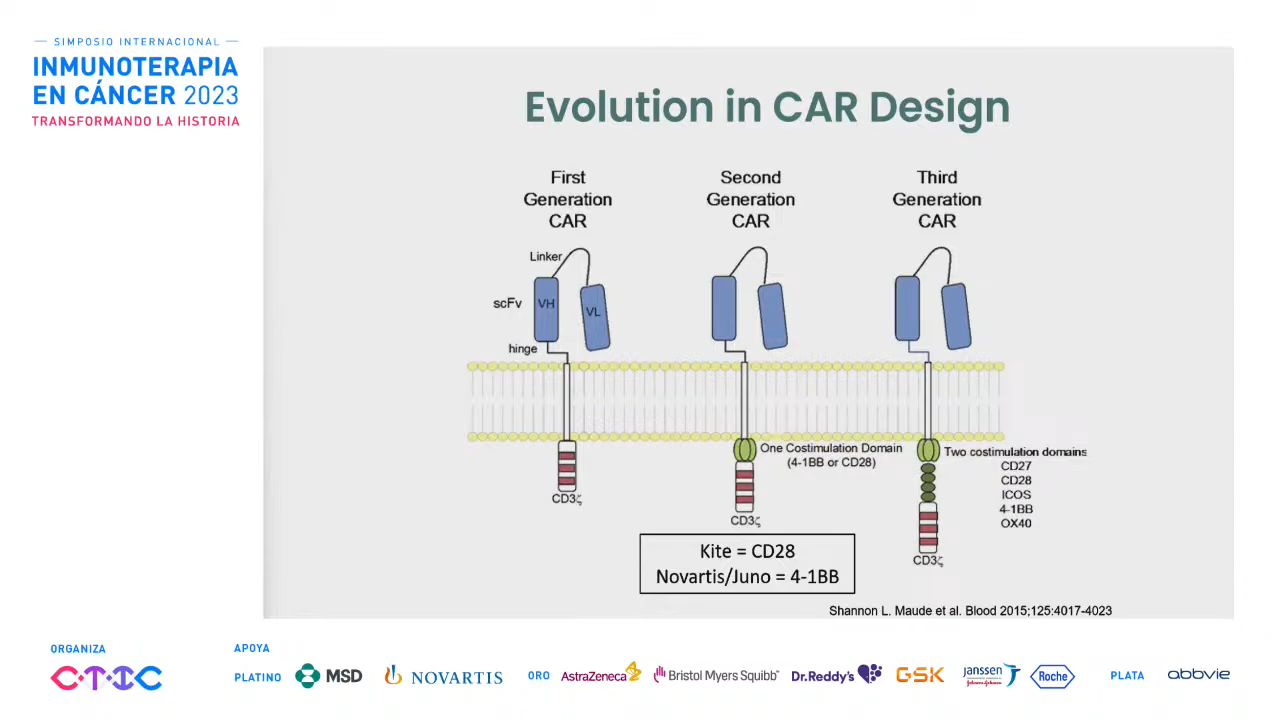 SIMPOSIO INTERNACIONAL
INMUNOTERAPIA
EN CÁNCER 2023
TRANSFORMANDO LA HISTORIA
Evolution in CAR Design
First
Generation
CAR
Second
Generation
CAR
Third
Generation
CAR
Linker
scFv
VH
VL
hinge
One Costimulation Domain
(4-1BB or CD28)
Two costimulation domains
CD27
CD28
ICOS
4-1BB
OX40
CD3ζ
CD3ζ
CD3ζ
Kite = CD28
Novartis/Juno = 4-1BB
Shannon L. Maude et al. Blood 2015;125:4017-4023
ORGANIZA
CTIC
APOYA
PLATINO
MSD
NOVARTIS
ORO
AstraZeneca
Bristol Myers Squibb™
Dr.Reddy's
GSK
Janssen
Johnson & Johnson
Roche
PLATA
abbvie